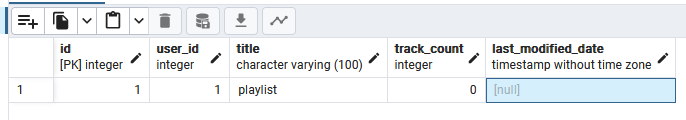 id user_id title track_count last_modified_date
[PK] integer integer character varying (100) integer timestamp without time zone
1 1 1 playlist 0 [null]